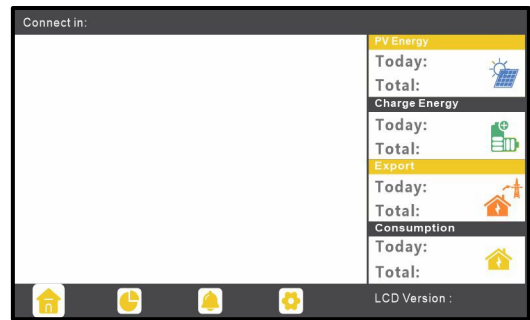 Connect in:
PV Energy
Today:
Total:
Charge Energy
Today:
Total:
Export
Today:
Total:
Consumption
Today:
Total:
LCD Version :